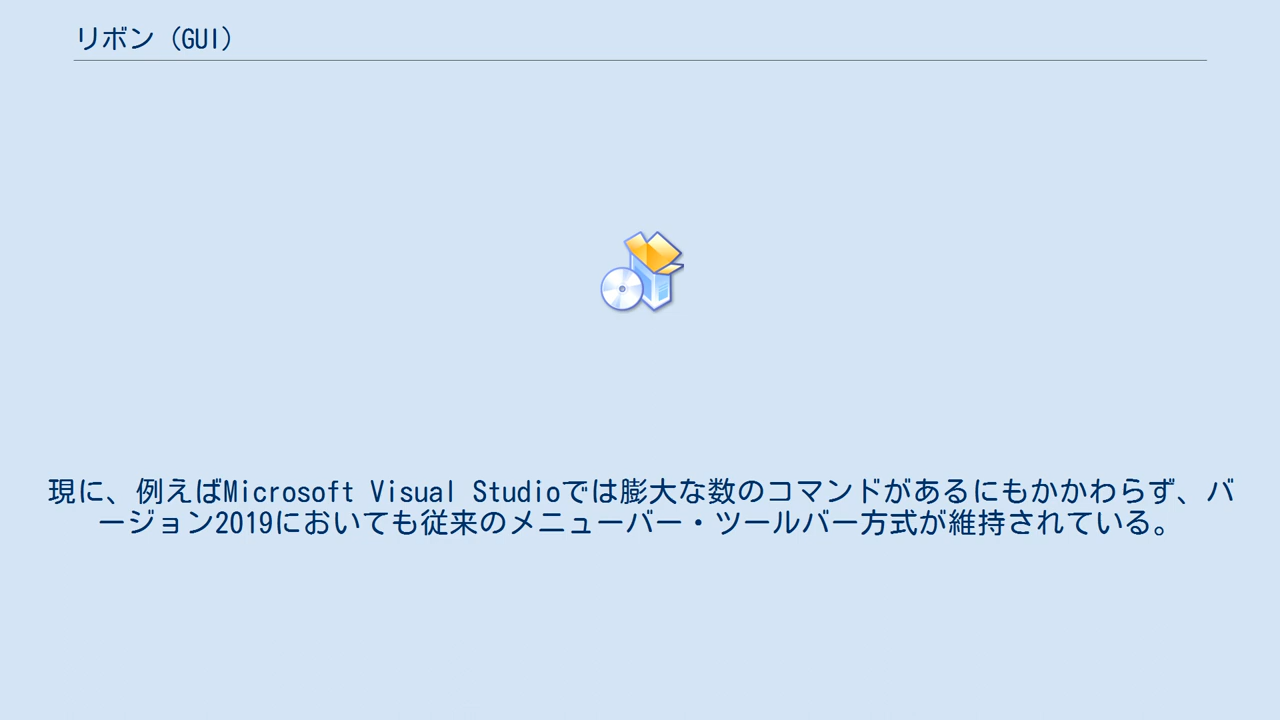 リボン（GUI）
現に、例えばMicrosoft Visual Studioでは膨大な数のコマンドがあるにもかかわらず、バ
ージョン2019においても従来のメニューバー・ツールバー方式が維持されている。